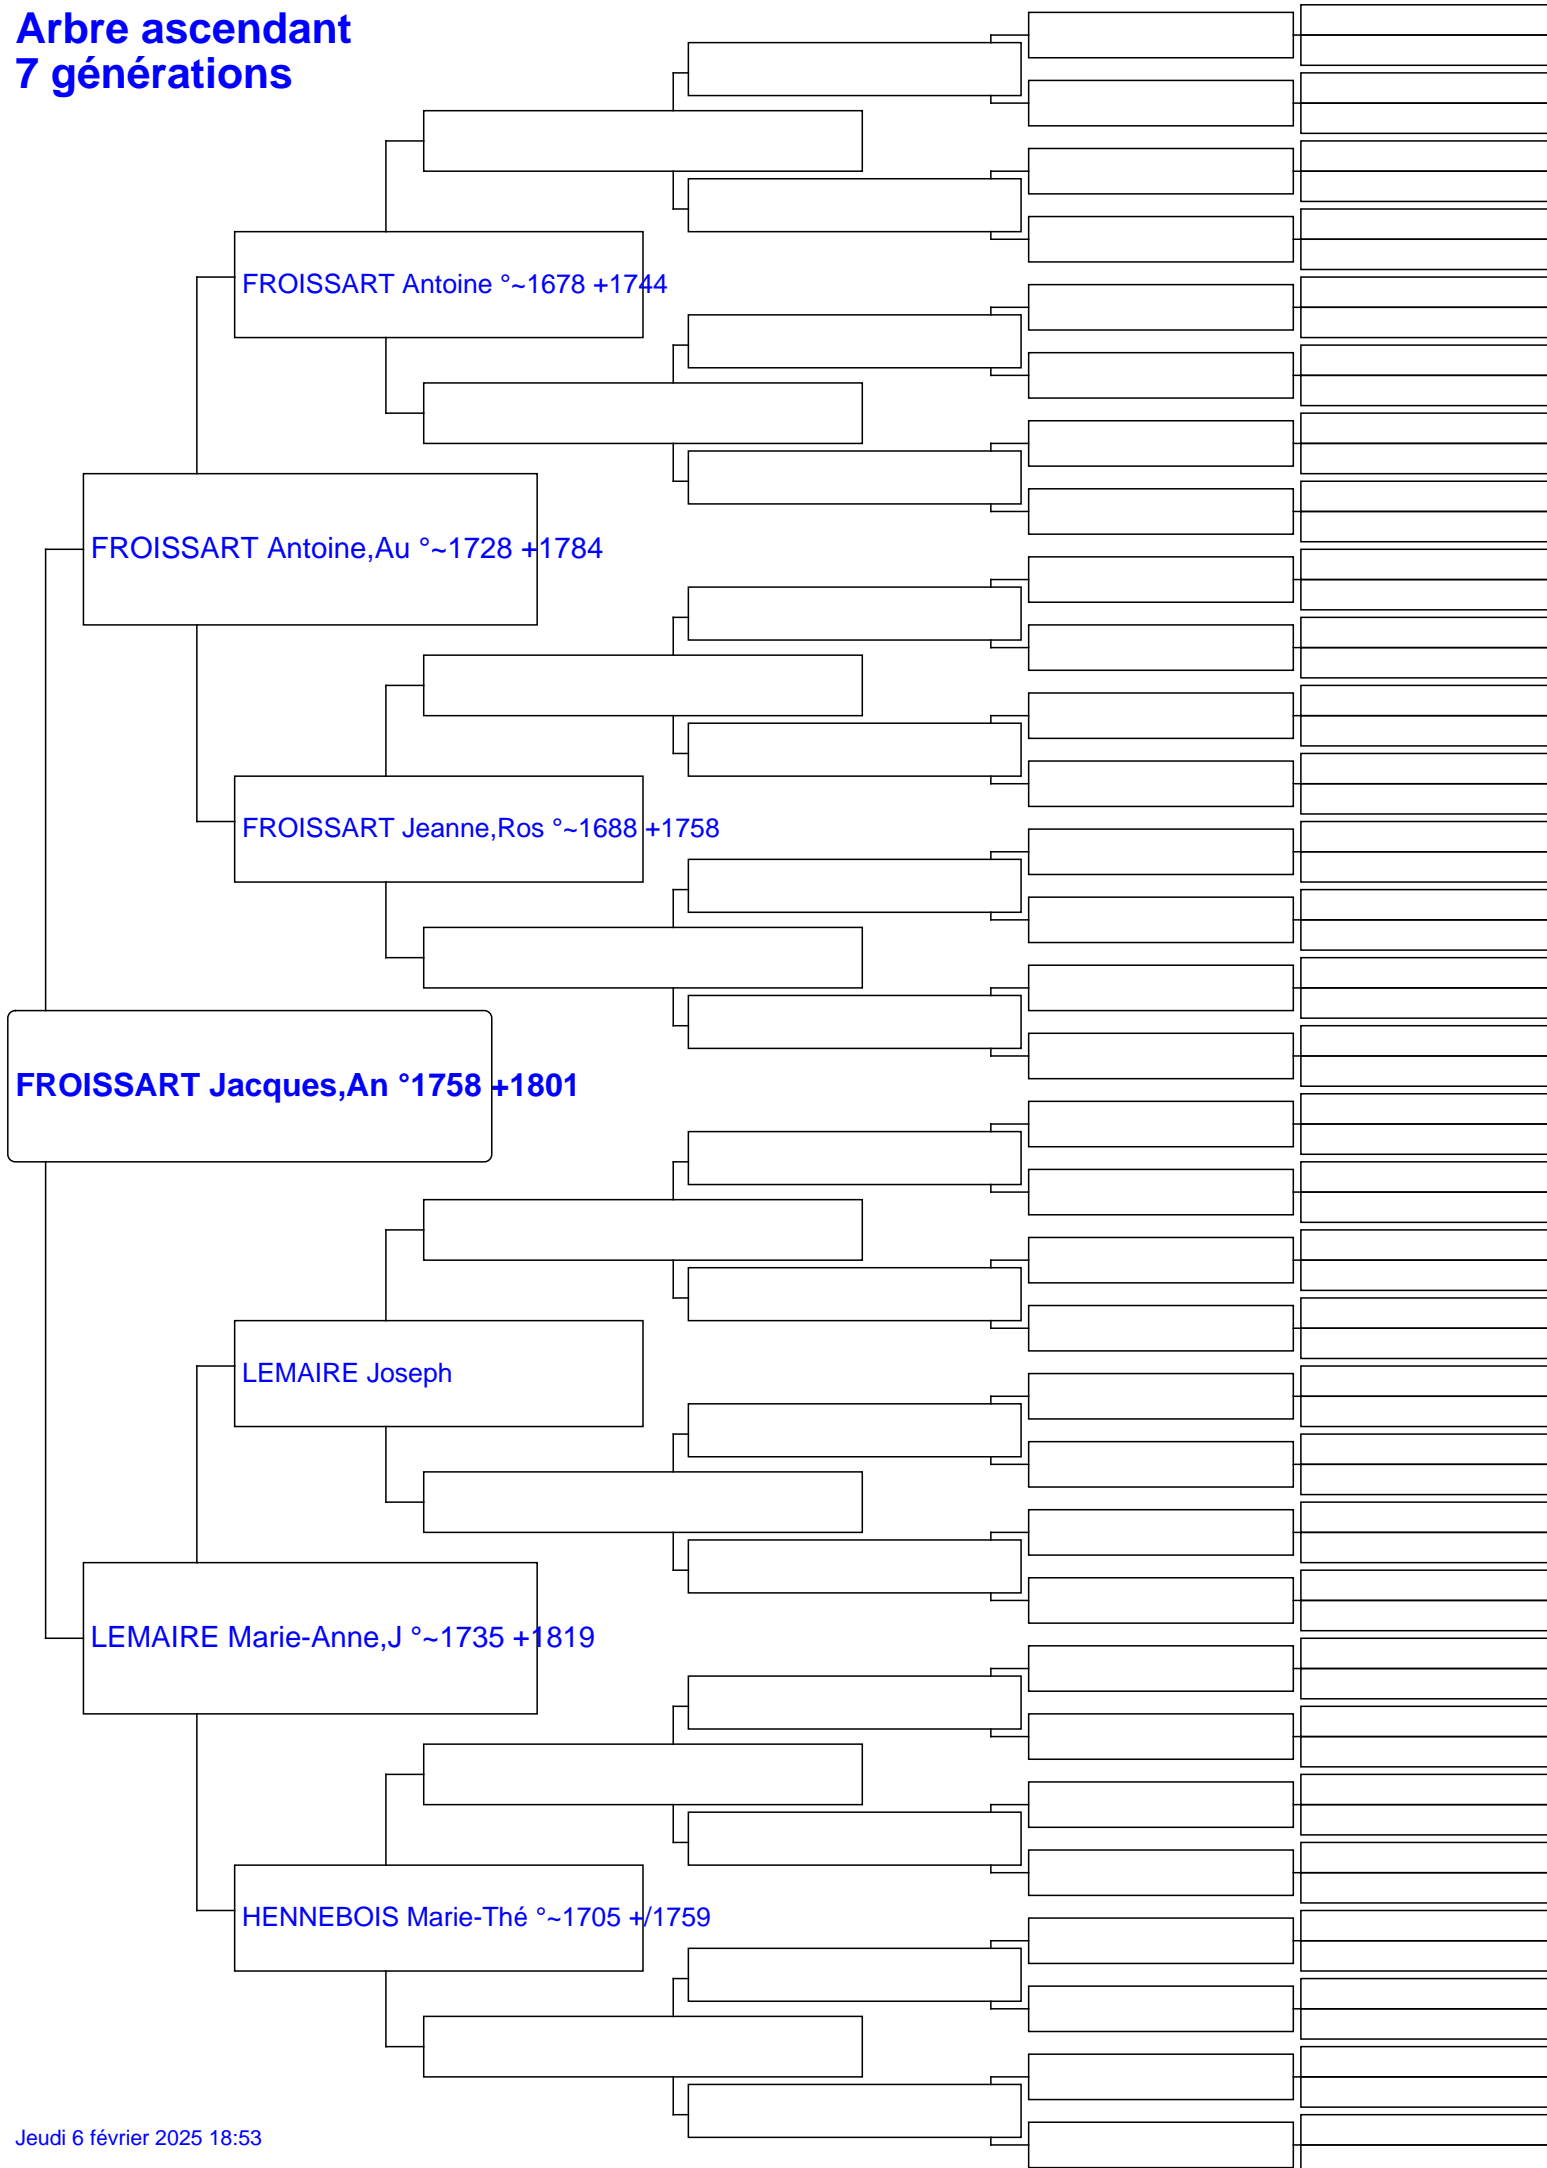 Arbre ascendant
7 générations
FROISSART Antoine °~1678 +1744
FROISSART Antoine,Au °~1728 +1784
FROISSART Jeanne,Ros °~1688 +1758
FROISSART Jacques,An °1758 +1801
LEMAIRE Joseph
LEMAIRE Marie-Anne,J °~1735 +1819
HENNEBOIS Marie-Thé °~1705 +/1759
Jeudi 6 février 2025 18:53